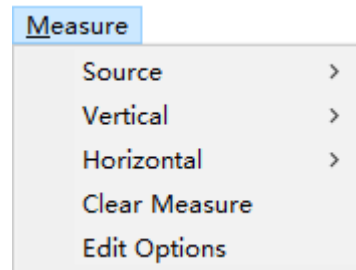 Measure
Source >
Vertical >
Horizontal >
Clear Measure
Edit Options